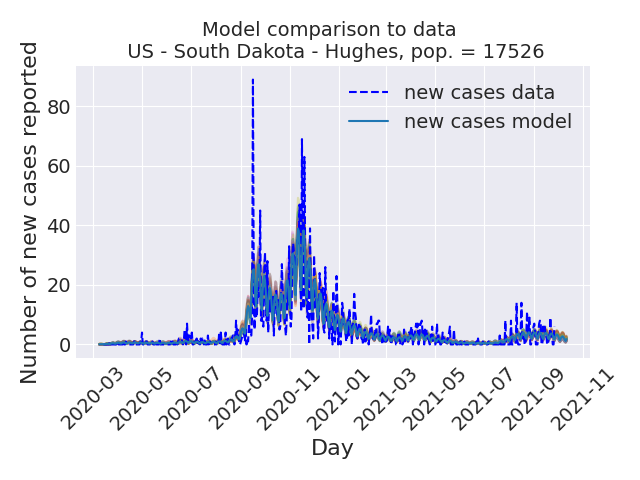 Model comparison to data
US - South Dakota - Hughes, pop. = 17526
Number of new cases reported
80
60
40
20
0
new cases data
new cases model
2020-03
2020-05
2020-07
2020-09
2020-11
2021-01
2021-03
2021-05
2021-07
2021-09
2021-11
Day